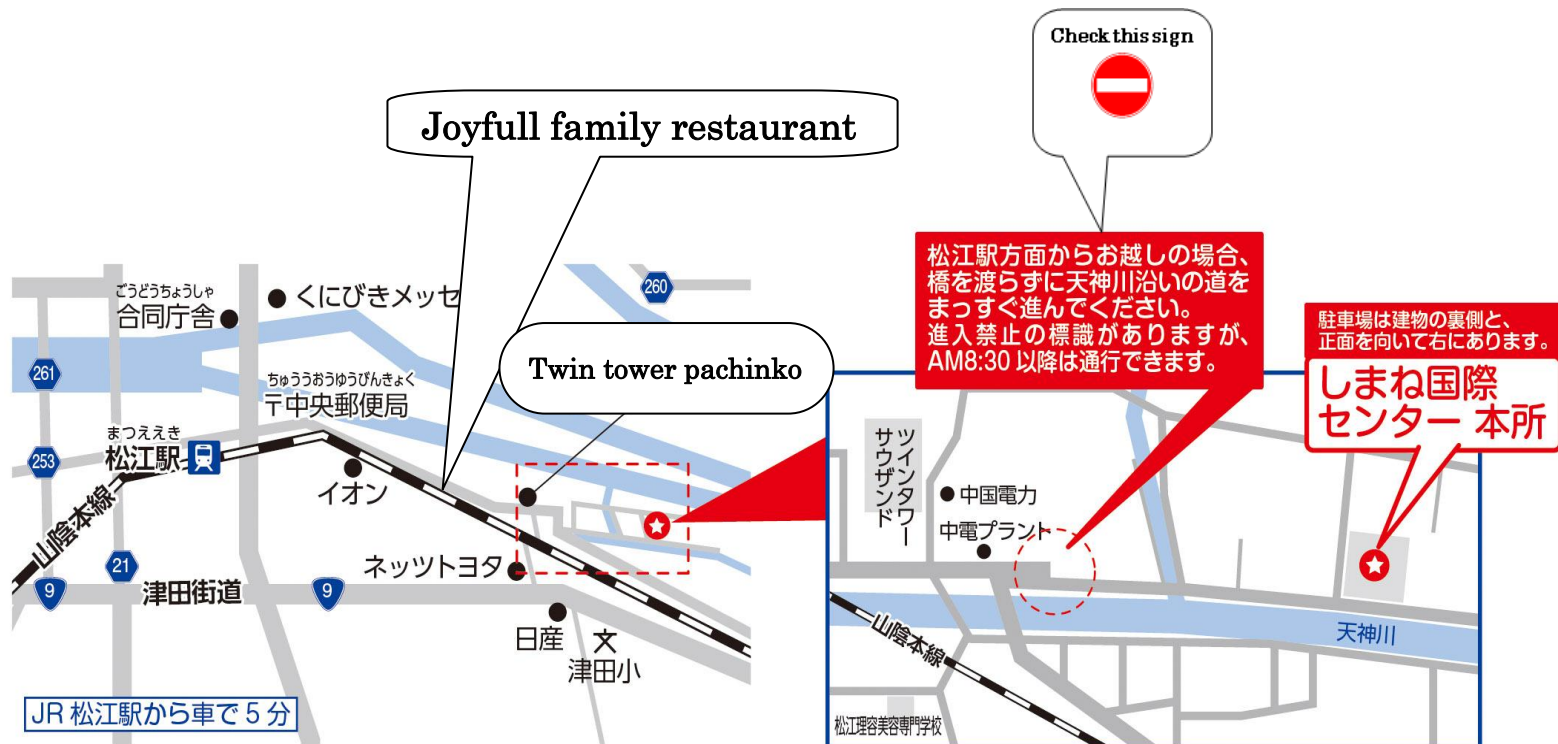 Check this sign
Joyfull family restaurant
松江駅方面からお越しの場合、
橋を渡らずに天神川沿いの道を
まっすぐ進んでください。
進入禁止の標識がありますが、
AM8:30 以降は通行できます。
駐車場は建物の裏側と、
正面を向いて右にあります。
しまね国際
センター 本所
ごうどうちょうしゃ
合同庁舎
くにびきメッセ
260
261
ちゅうおうゆうびんきょく
〒中央郵便局
Twin tower pachinko
まつええき
松江駅
253
イオン
山陰本線
21
9
津田街道
9
ネッツトヨタ
日産
文
津田小
JR 松江駅から車で 5 分
ツインタワー
サウザンド
中国電力
中電プラント
天神川
山陰本線
松江理容美容専門学校